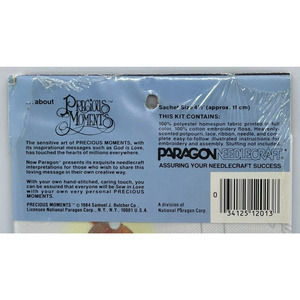 ...about
PRECIOUS
MOMENTS
The sensitive art of PRECIOUS MOMENTS, with
its inspirational messages such as God is Love,
has touched the hearts of millions everywhere.
Now Paragon® presents its exquisite needlecraft
interpretations for those who wish to share this
loving message in their own creative way.
With your own hand-stitched, caring touch, you
can be assured that everyone will be Sew in Love
with your own very personal PRECIOUS
MOMENTS.
PRECIOUS MOMENTS ™ © 1984 Samuel J. Butcher Co.
Licensee National Paragon Corp., N.Y., N.Y., 10001 U.S.A.
Sachet Size 4½" (approx. 11 cm)
THIS KIT CONTAINS:
100% polyester homespun fabric printed in full
color, 100% cotton embroidery floss,
scented potpourri, lace, ribbon, needle, and com-
plete easy-to-follow illustrated instructions for
embroidery and assembly. Stuffing not included.
PARAGON NEEDLECRAFT
ASSURING YOUR NEEDLECRAFT SUCCESS.
A division of
National Paragon Corp.
0
34125 12013